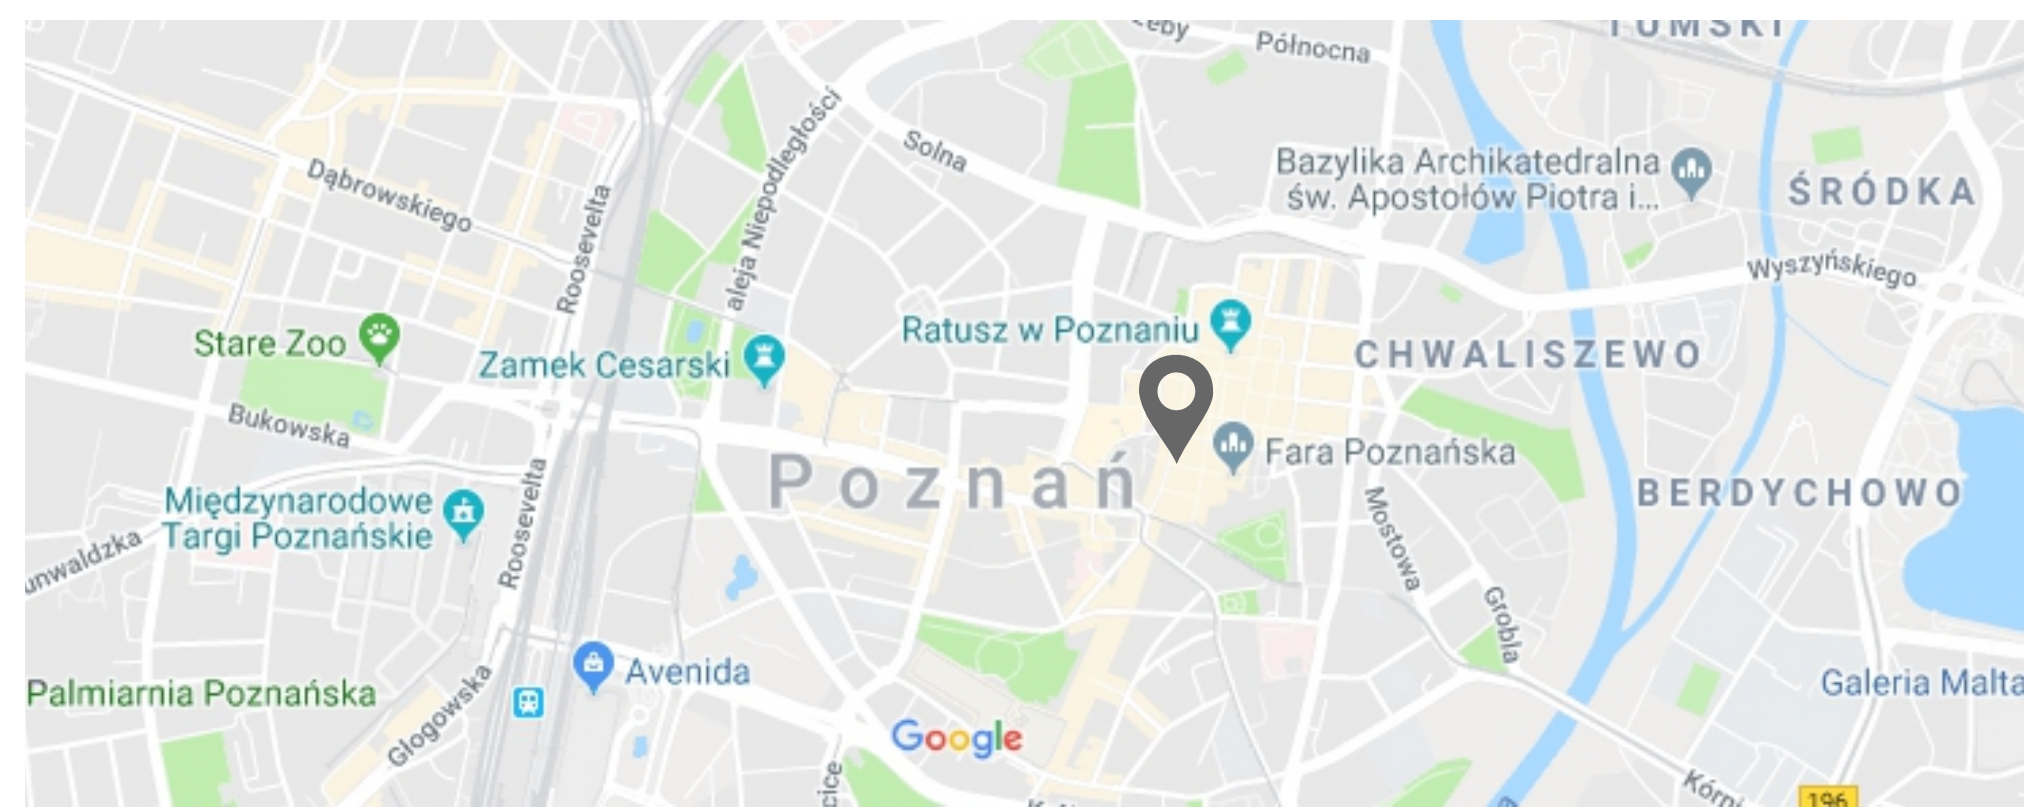 TUMSKI
Północna
Solna
aleja Niepodległości
Bazylika Archikatedralna
św. Apostołów Piotra i...
ŚRÓDKA
Dąbrowskiego
Roosevelta
Wyszyńskiego
Stare Zoo
Zamek Cesarski
Ratusz w Poznaniu
CHWALISZEWO
Bukowska
Poznań
Fara Poznańska
Międzynarodowe
Targi Poznańskie
Roosevelta
Mostowa
BERDYCHOWO
unwaldzka
Grobla
Palmiarnia Poznańska
Głogowska
Avenida
Galeria Malta
Google
196